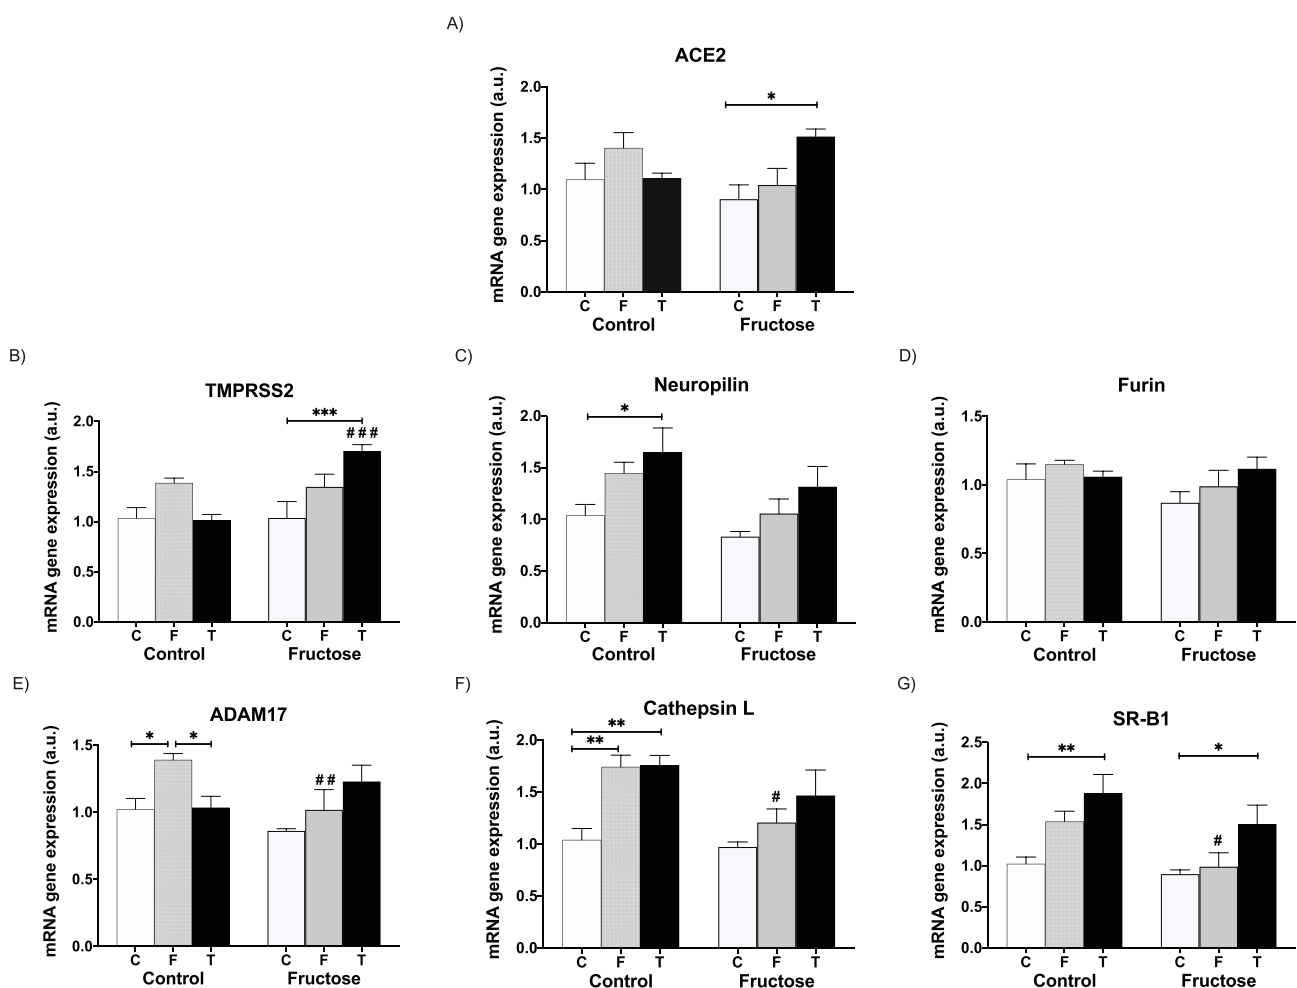 A)
ACE2
mRNA gene expression (a.u.)
2.0
1.5
1.0
0.5
0.0
*
C F T C F T
Control Fructose
B)
TMPRSS2
mRNA gene expression (a.u.)
2.0
1.5
1.0
0.5
0.0
***
###
C F T C F T
Control Fructose
C)
Neuropilin
mRNA gene expression (a.u.)
2.0
1.5
1.0
0.5
0.0
*
C F T C F T
Control Fructose
D)
Furin
mRNA gene expression (a.u.)
1.5
1.0
0.5
0.0
C F T C F T
Control Fructose
E)
ADAM17
mRNA gene expression (a.u.)
1.5
1.0
0.5
0.0
* *
##
C F T C F T
Control Fructose
F)
Cathepsin L
mRNA gene expression (a.u.)
2.0
1.5
1.0
0.5
0.0
**
**
#
C F T C F T
Control Fructose
G)
SR-B1
mRNA gene expression (a.u.)
2.5
2.0
1.5
1.0
0.5
0.0
** *
#
C F T C F T
Control Fructose